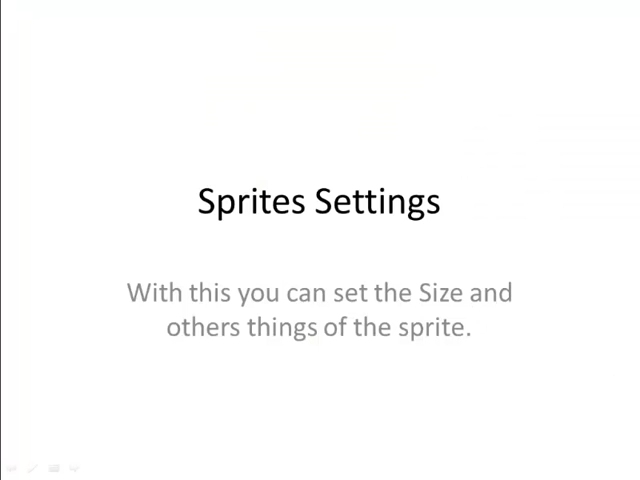 Sprites Settings
With this you can set the Size and
others things of the sprite.